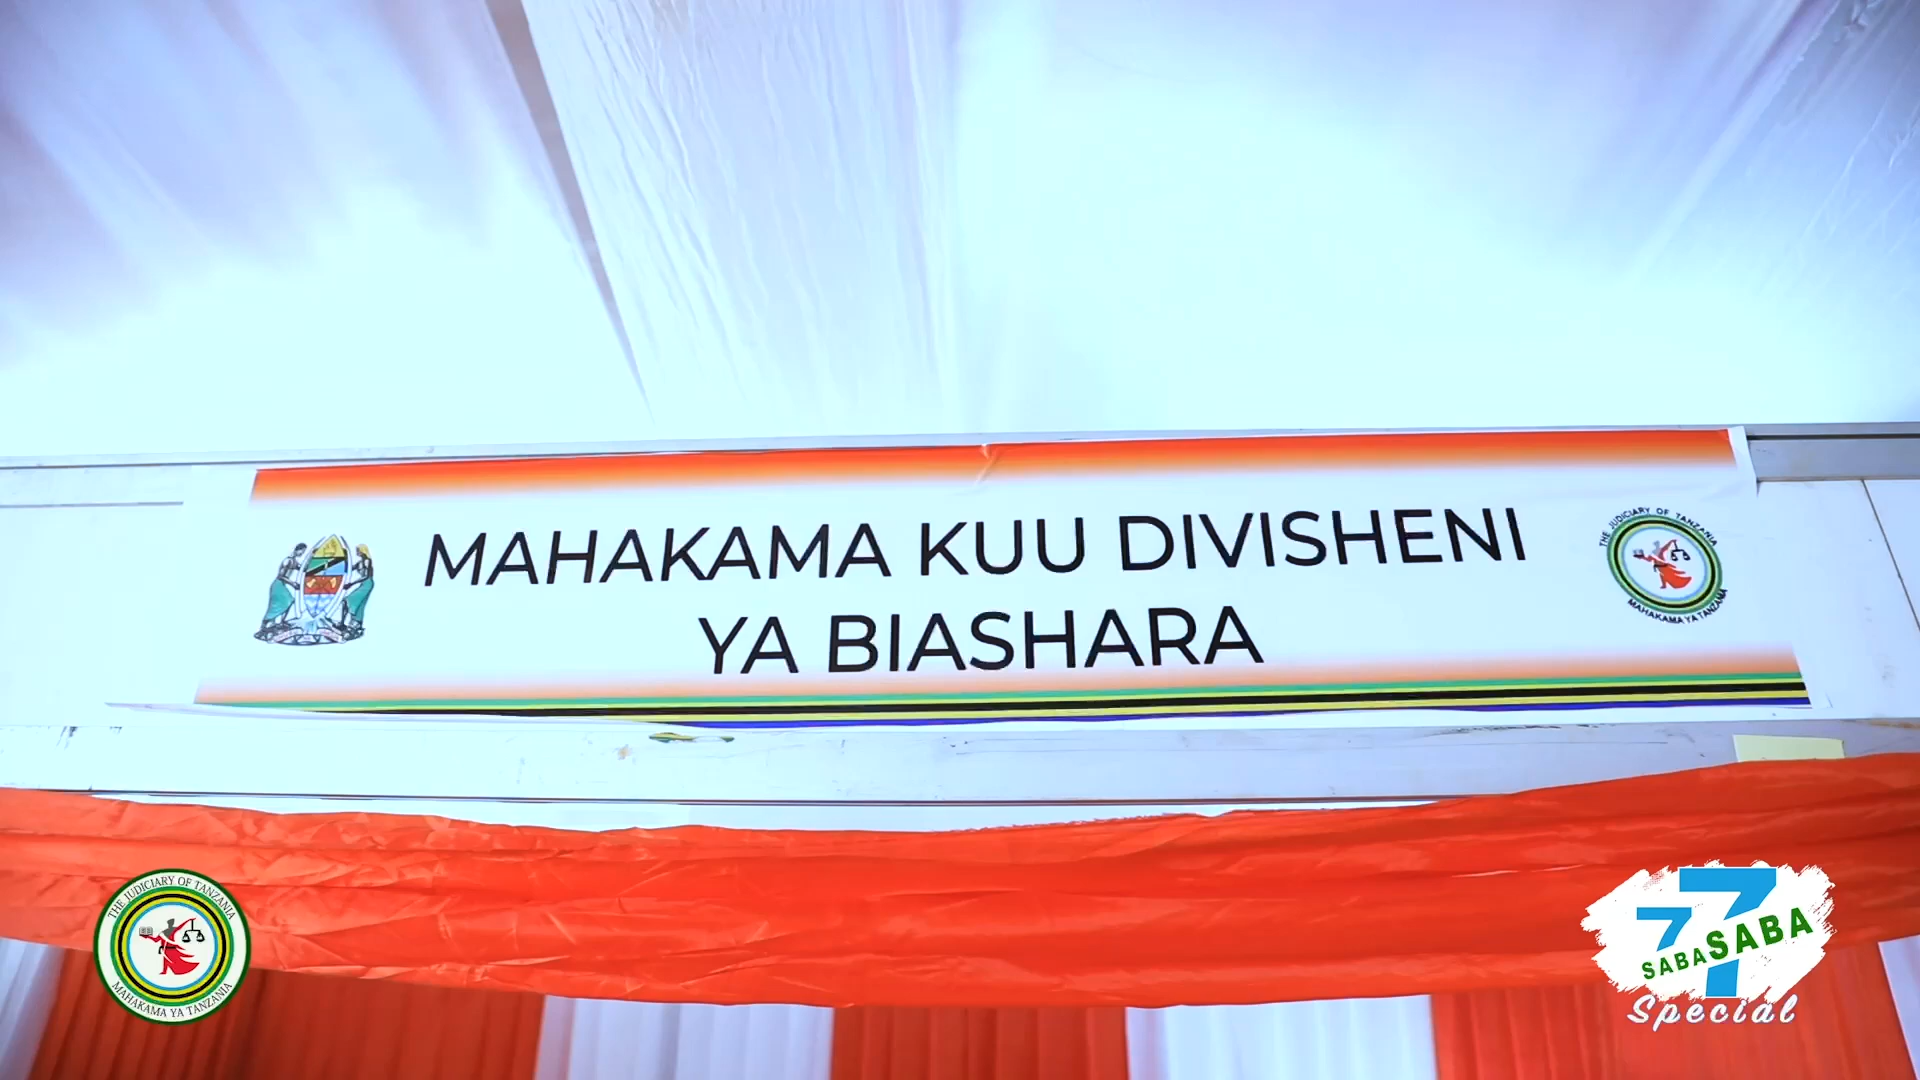 MAHAKAMA KUU DIVISHENI
YA BIASHARA
THE JUDICIARY OF TANZANIA
MAHAKAMA YA TANZANIA
THE JUDICIARY OF TANZANIA
MAHAKAMA YA TANZANIA
77
SABASABA
Special